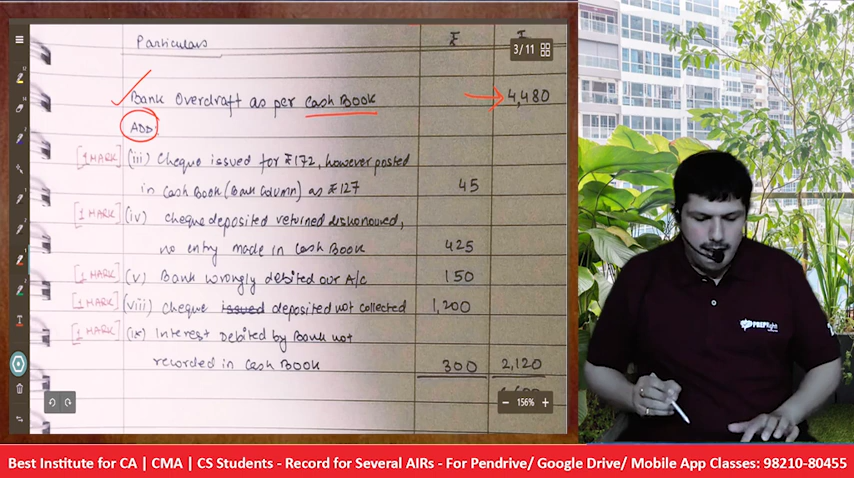 Particulars ₹ ₹
3/11
Bank Overdraft as per Cash Book 4,480
ADD:
[1 MARK] (iii) Cheque issued for ₹172, however posted
in Cash Book (Bank Column) as ₹127 45
[1 MARK] (iv) Cheque deposited returned dishonoured,
no entry made in Cash Book 425
[1 MARK] (v) Bank wrongly debited our A/c 150
[1 MARK] (viii) Cheque issued deposited not collected 1,200
[1 MARK] (ix) Interest Debited by Bank not
recorded in Cash Book 300 2,120
− 156% +
PREPsight
Best Institute for CA | CMA | CS Students - Record for Several AIRs - For Pendrive/ Google Drive/ Mobile App Classes: 98210-80455